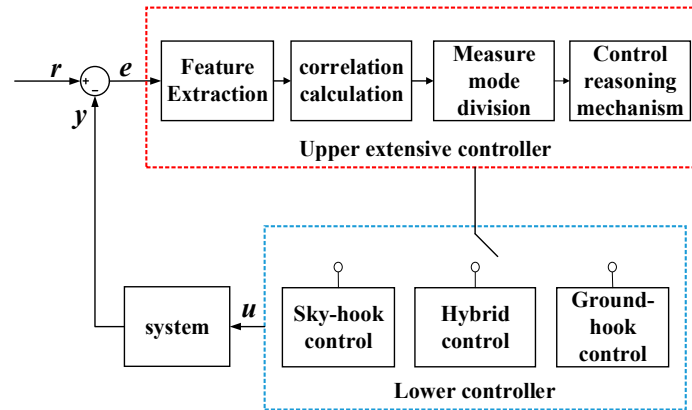 r
+
−
e
y
Feature
Extraction
correlation
calculation
Measure
mode
division
Control
reasoning
mechanism
Upper extensive controller
system
u
Sky-hook
control
Hybrid
control
Ground-
hook
control
Lower controller